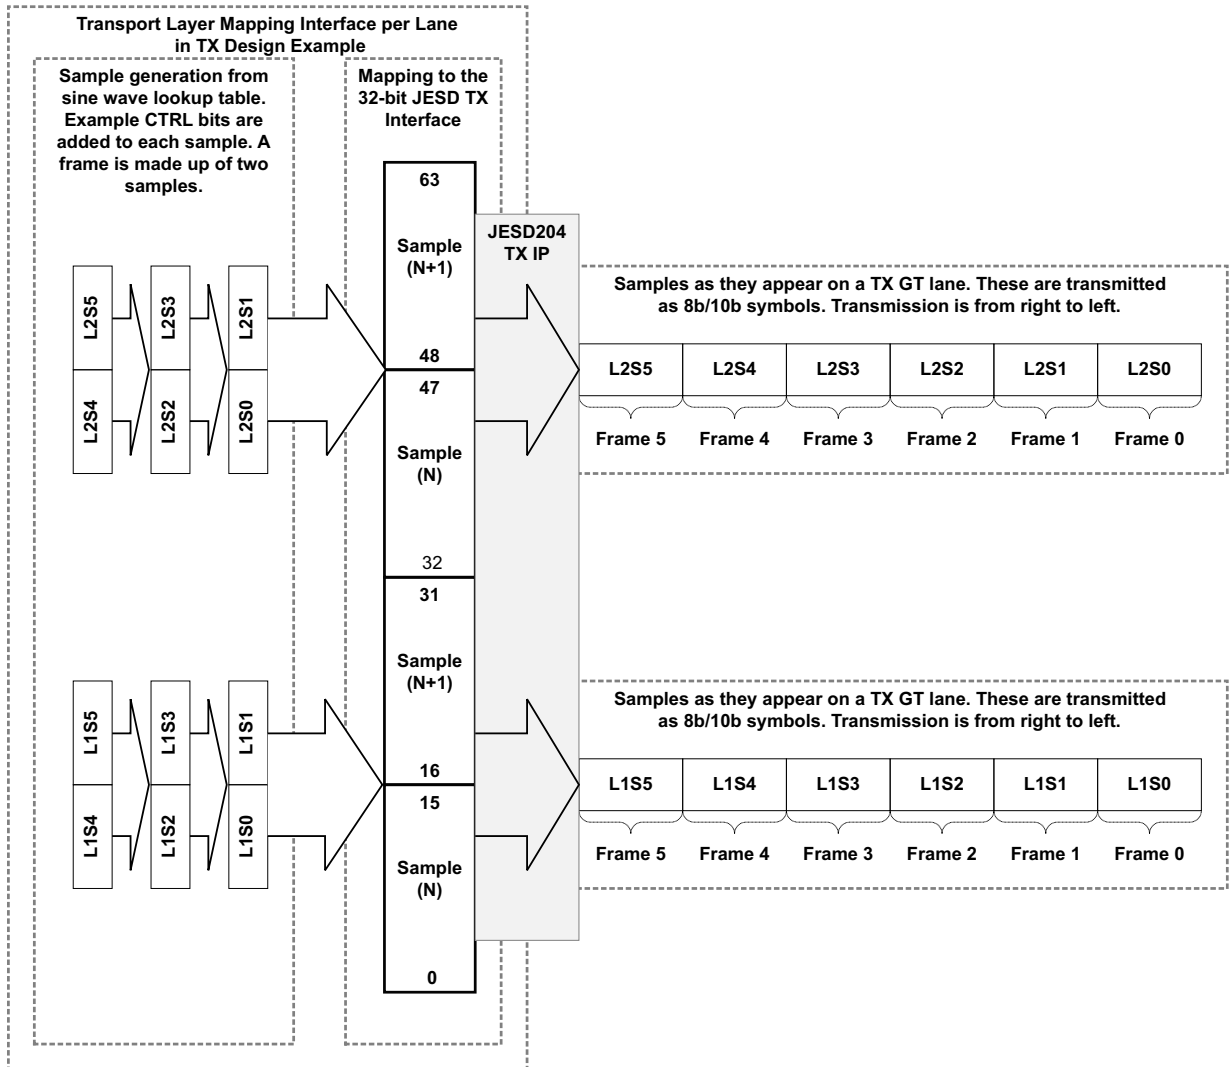 Transport Layer Mapping Interface per Lane
in TX Design Example
Sample generation from
sine wave lookup table.
Example CTRL bits are
added to each sample. A
frame is made up of two
samples.
Mapping to the
32-bit JESD TX
Interface
63
Sample
(N+1)
48
47
Sample
(N)
32
31
Sample
(N+1)
16
15
Sample
(N)
0
JESD204
TX IP
L2S5
L2S3
L2S1
L2S4
L2S2
L2S0
Samples as they appear on a TX GT lane. These are transmitted
as 8b/10b symbols. Transmission is from right to left.
L2S5 L2S4 L2S3 L2S2 L2S1 L2S0
Frame 5 Frame 4 Frame 3 Frame 2 Frame 1 Frame 0
L1S5
L1S3
L1S1
L1S4
L1S2
L1S0
Samples as they appear on a TX GT lane. These are transmitted
as 8b/10b symbols. Transmission is from right to left.
L1S5 L1S4 L1S3 L1S2 L1S1 L1S0
Frame 5 Frame 4 Frame 3 Frame 2 Frame 1 Frame 0